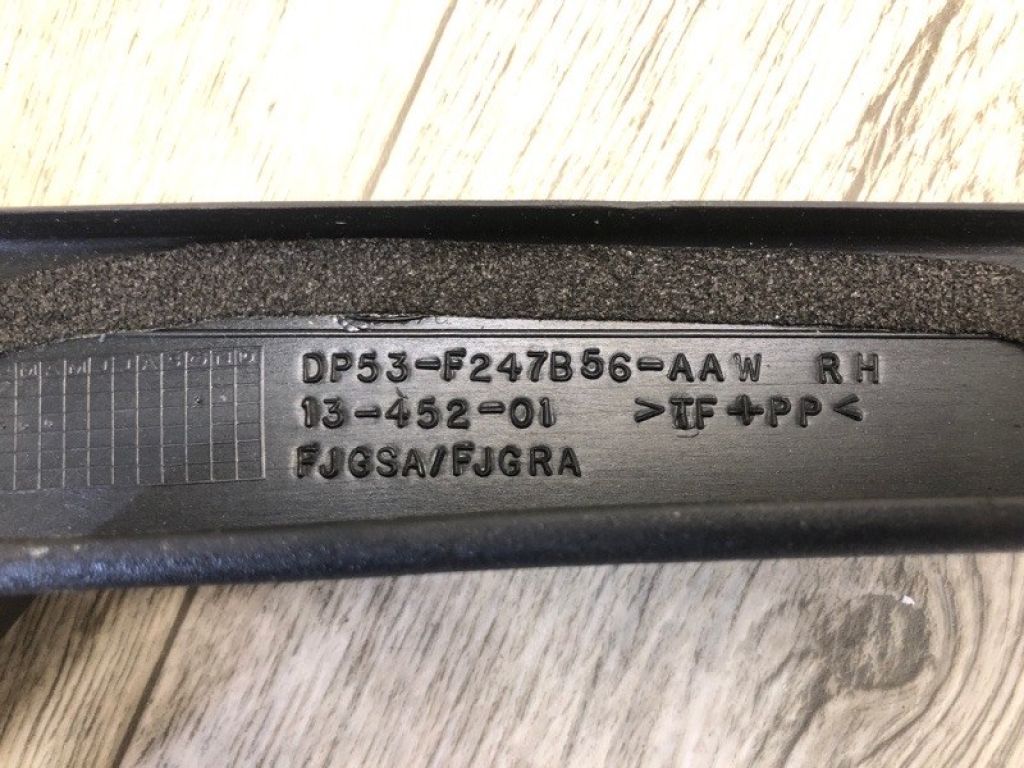 J F M A M J J A S O N D
DP53-F247B56-AAW RH
13-452-01 >TF+PP<
FJGSA/FJGRA